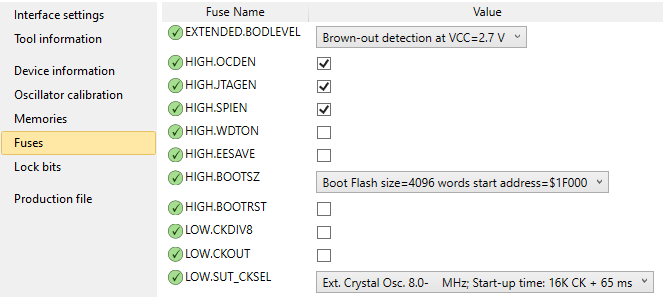 Interface settings
Tool information
Device information
Oscillator calibration
Memories
Fuses
Lock bits
Production file
Fuse Name Value
EXTENDED.BODLEVEL Brown-out detection at VCC=2.7 V
HIGH.OCDEN
HIGH.JTAGEN
HIGH.SPIEN
HIGH.WDTON
HIGH.EESAVE
HIGH.BOOTSZ Boot Flash size=4096 words start address=$1F000
HIGH.BOOTRST
LOW.CKDIV8
LOW.CKOUT
LOW.SUT_CKSEL Ext. Crystal Osc. 8.0- MHz; Start-up time: 16K CK + 65 ms